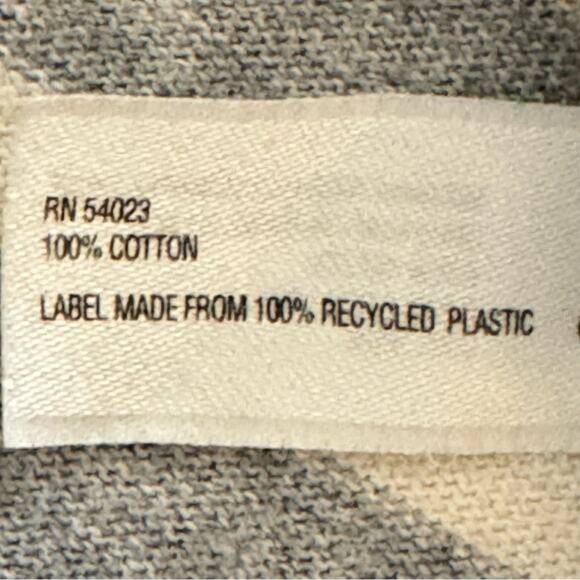 RN 54023
100% COTTON
LABEL MADE FROM 100% RECYCLED PLASTIC